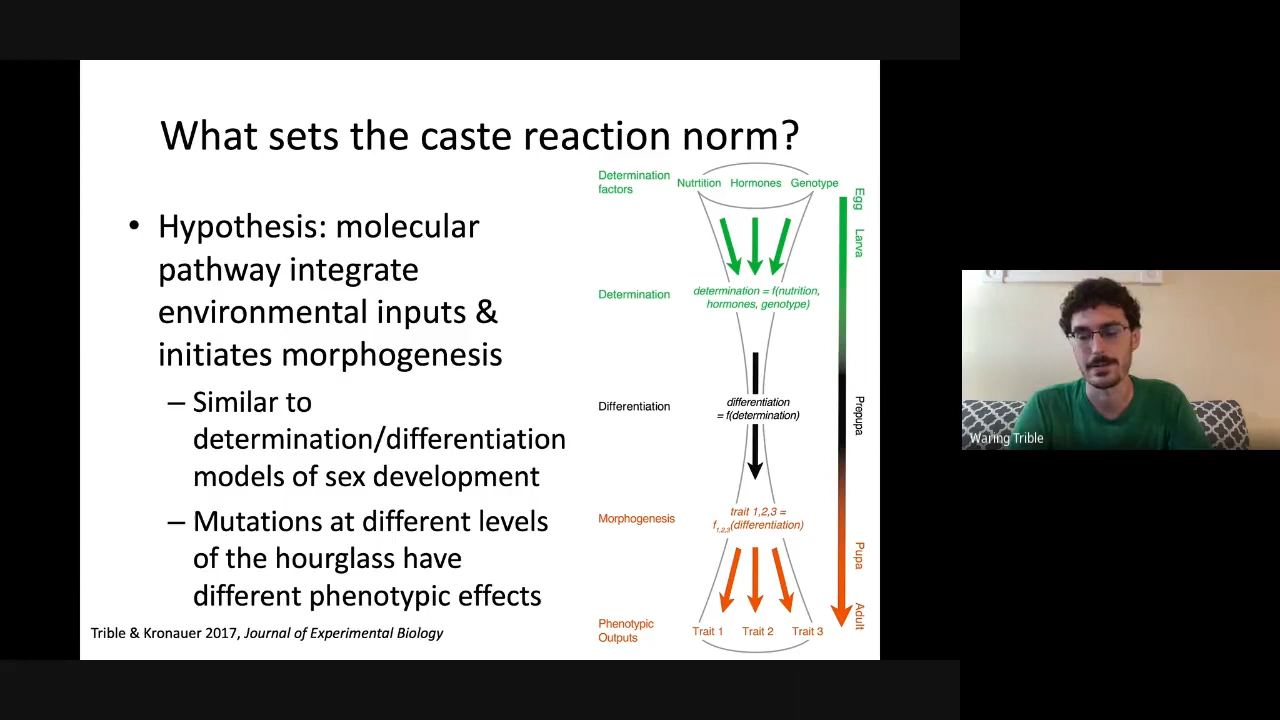 What sets the caste reaction norm?
• Hypothesis: molecular
pathway integrate
environmental inputs &
initiates morphogenesis
– Similar to
determination/differentiation
models of sex development
– Mutations at different levels
of the hourglass have
different phenotypic effects
Trible & Kronauer 2017, Journal of Experimental Biology
Determination
factors
Nutrtition Hormones Genotype
Determination
determination = f(nutrition,
hormones, genotype)
Differentiation
differentiation
= f(determination)
Morphogenesis
trait 1,2,3 =
f1,2,3(differentiation)
Phenotypic
Outputs
Trait 1 Trait 2 Trait 3
Egg
Larva
Prepupa
Pupa
Adult
Waring Trible